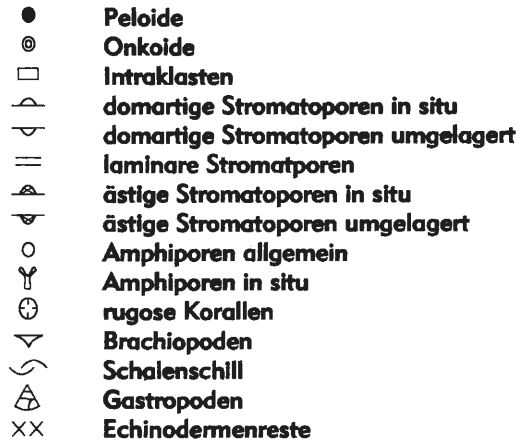 Peloide
Onkoide
Intraklasten
domartige Stromatoporen in situ
domartige Stromatoporen umgelagert
laminare Stromatporen
ästige Stromatoporen in situ
ästige Stromatoporen umgelagert
Amphiporen allgemein
Amphiporen in situ
rugose Korallen
Brachiopoden
Schalenschill
Gastropoden
Echinodermenreste